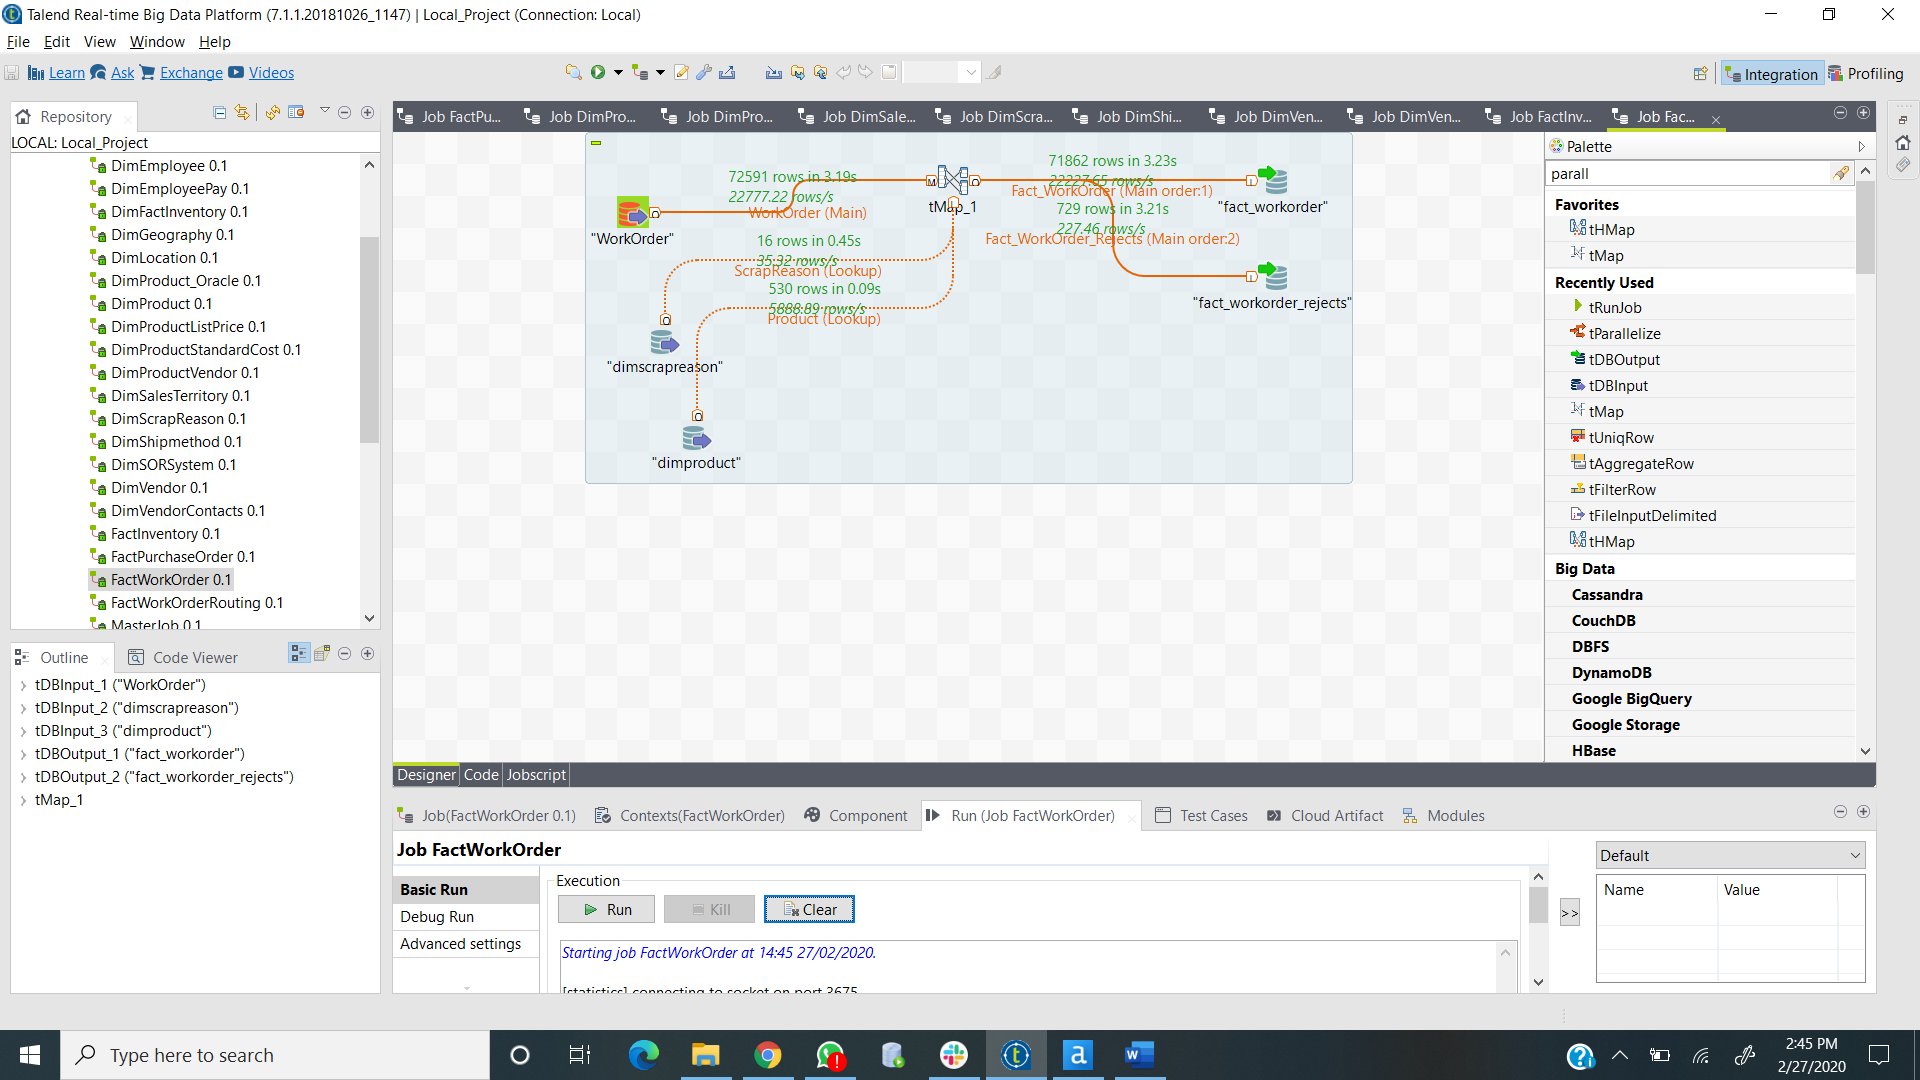 Talend Real-time Big Data Platform (7.1.1.20181026_1147) | Local_Project (Connection: Local)
File Edit View Window Help
Learn Ask Exchange Videos
Integration Profiling
Repository
LOCAL: Local_Project
DimEmployee 0.1
DimEmployeePay 0.1
DimFactInventory 0.1
DimGeography 0.1
DimLocation 0.1
DimProduct_Oracle 0.1
DimProduct 0.1
DimProductListPrice 0.1
DimProductStandardCost 0.1
DimProductVendor 0.1
DimSalesTerritory 0.1
DimScrapReason 0.1
DimShipmethod 0.1
DimSORSystem 0.1
DimVendor 0.1
DimVendorContacts 0.1
FactInventory 0.1
FactPurchaseOrder 0.1
FactWorkOrder 0.1
FactWorkOrderRouting 0.1
MasterJob 0.1
Outline Code Viewer
tDBInput_1 ("WorkOrder")
tDBInput_2 ("dimscrapreason")
tDBInput_3 ("dimproduct")
tDBOutput_1 ("fact_workorder")
tDBOutput_2 ("fact_workorder_rejects")
tMap_1
Job FactPu... Job DimPro... Job DimPro... Job DimSale... Job DimScra... Job DimShi... Job DimVen... Job DimVen... Job FactInv... Job Fac...
72591 rows in 3.19s
22777.22 rows/s
WorkOrder (Main)
"WorkOrder"
tMap_1
71862 rows in 3.23s
22227.65 rows/s
Fact_WorkOrder (Main order:1)
"fact_workorder"
729 rows in 3.21s
227.46 rows/s
Fact_WorkOrder_Rejects (Main order:2)
"fact_workorder_rejects"
16 rows in 0.45s
35.32 rows/s
ScrapReason (Lookup)
"dimscrapreason"
530 rows in 0.09s
5888.89 rows/s
Product (Lookup)
"dimproduct"
Palette
parall
Favorites
tHMap
tMap
Recently Used
tRunJob
tParallelize
tDBOutput
tDBInput
tMap
tUniqRow
tAggregateRow
tFilterRow
tFileInputDelimited
tHMap
Big Data
Cassandra
CouchDB
DBFS
DynamoDB
Google BigQuery
Google Storage
HBase
Designer Code Jobscript
Job(FactWorkOrder 0.1) Contexts(FactWorkOrder) Component Run (Job FactWorkOrder) Test Cases Cloud Artifact Modules
Job FactWorkOrder
Basic Run
Debug Run
Advanced settings
Execution
Run Kill Clear
Starting job FactWorkOrder at 14:45 27/02/2020.
[statistics] connecting to socket on port 3675
>>
Default
Name Value
Type here to search
2:45 PM
2/27/2020